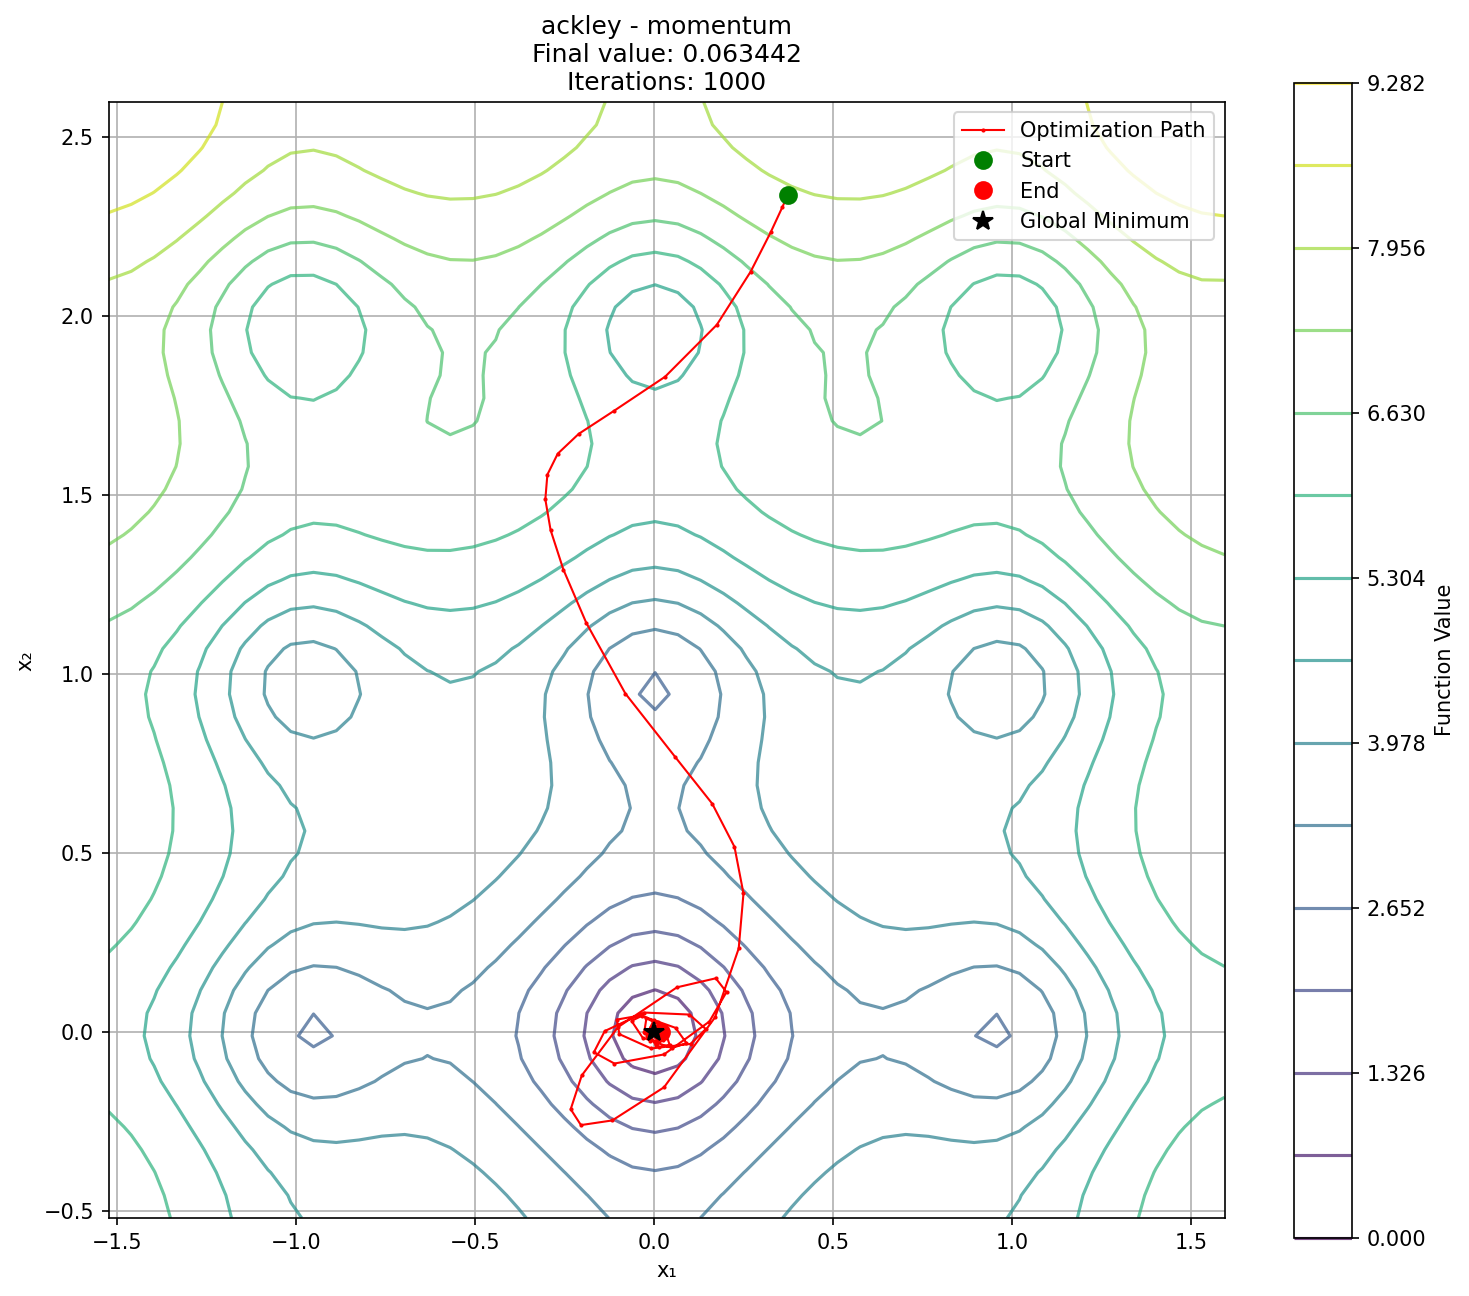 ackley - momentum
Final value: 0.063442
Iterations: 1000
Optimization Path
Start
End
Global Minimum
2.5
2.0
1.5
1.0
0.5
0.0
−0.5
x₂
−1.5
−1.0
−0.5
0.0
0.5
1.0
1.5
x₁
9.282
7.956
6.630
5.304
3.978
2.652
1.326
0.000
Function Value